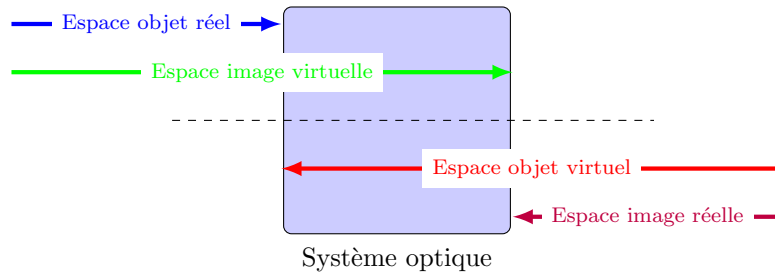 Espace objet réel
Espace image virtuelle
Espace objet virtuel
Espace image réelle
Système optique